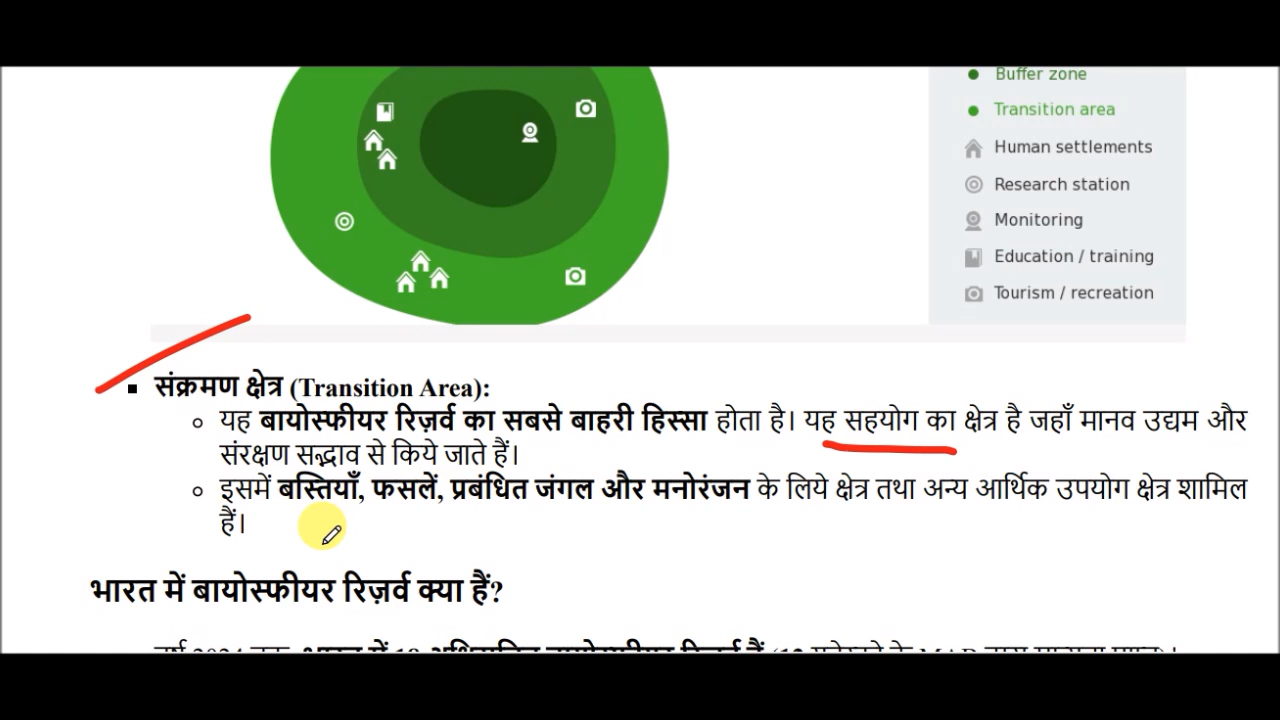 Buffer zone
Transition area
Human settlements
Research station
Monitoring
Education / training
Tourism / recreation
संक्रमण क्षेत्र (Transition Area):
यह बायोस्फीयर रिज़र्व का सबसे बाहरी हिस्सा होता है। यह सहयोग का क्षेत्र है जहाँ मानव उद्यम और
संरक्षण सद्भाव से किये जाते हैं।
इसमें बस्तियाँ, फसलें, प्रबंधित जंगल और मनोरंजन के लिये क्षेत्र तथा अन्य आर्थिक उपयोग क्षेत्र शामिल
हैं।
भारत में बायोस्फीयर रिज़र्व क्या हैं?